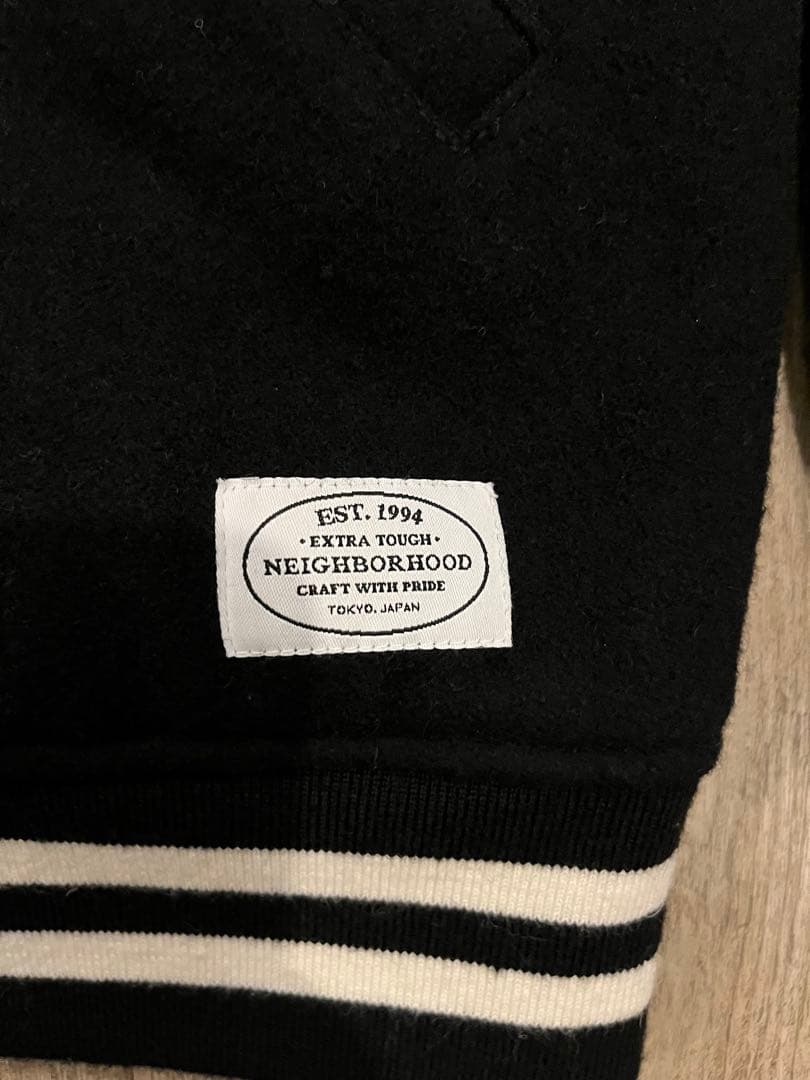 EST. 1994
• EXTRA TOUGH •
NEIGHBORHOOD
CRAFT WITH PRIDE
TOKYO, JAPAN